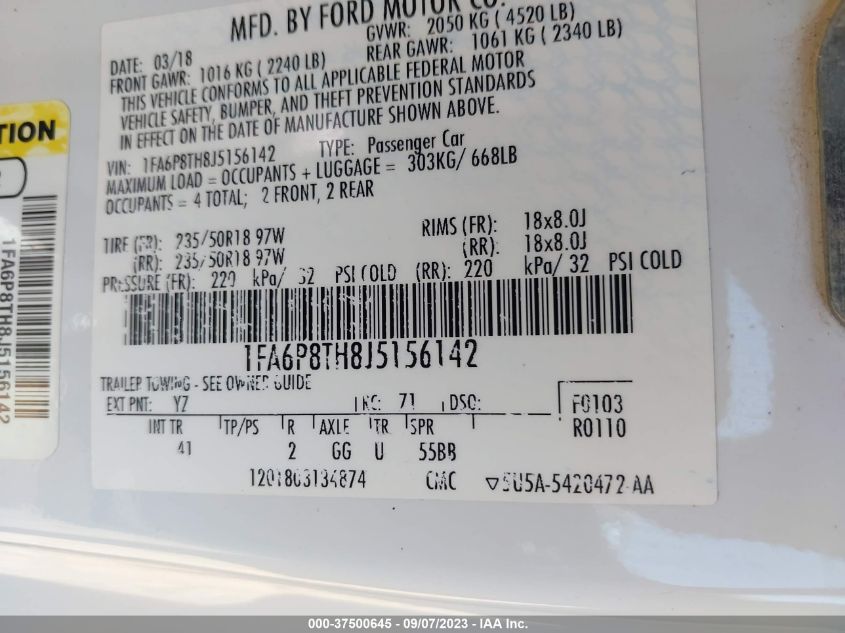 MFD. BY FORD MOTOR CO.
DATE: 03/18 GVWR: 2050 KG ( 4520 LB)
FRONT GAWR: 1016 KG ( 2240 LB) REAR GAWR: 1061 KG ( 2340 LB)
THIS VEHICLE CONFORMS TO ALL APPLICABLE FEDERAL MOTOR
VEHICLE SAFETY, BUMPER, AND THEFT PREVENTION STANDARDS
IN EFFECT ON THE DATE OF MANUFACTURE SHOWN ABOVE.
VIN: 1FA6P8TH8J5156142 TYPE: Passenger Car
MAXIMUM LOAD = OCCUPANTS + LUGGAGE = 303KG/ 668LB
OCCUPANTS = 4 TOTAL; 2 FRONT, 2 REAR
TIRE (FR): 235/50R18 97W RIMS (FR): 18x8.0J
(RR): 235/50R18 97W (RR): 18x8.0J
PRESSURE (FR): 220 kPa/ 32 PSI COLD (RR): 220 kPa/ 32 PSI COLD
1FA6P8TH8J5156142
TRAILER TOWING - SEE OWNER GUIDE
EXT PNT: YZ RC: 71 DSO: F0103
R0110
INT TR TP/PS R AXLE TR SPR
41 2 GG U 55BB
1201803134874 CMC ▽5U5A-5420472-AA
TION
1FA6P8TH8J5156142
000-37500645 - 09/07/2023 - IAA Inc.